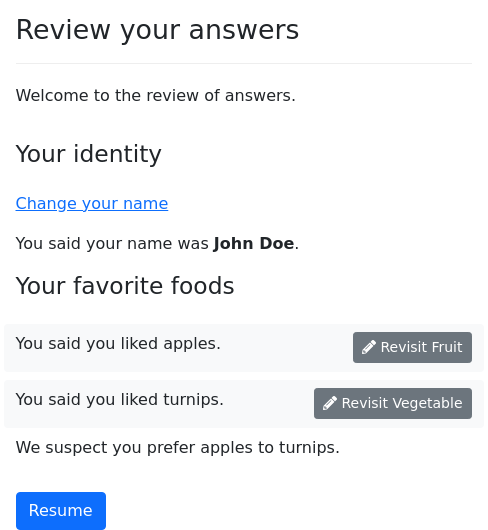 Review your answers
Welcome to the review of answers.
Your identity
Change your name
You said your name was John Doe.
Your favorite foods
You said you liked apples.
Revisit Fruit
You said you liked turnips.
Revisit Vegetable
We suspect you prefer apples to turnips.
Resume